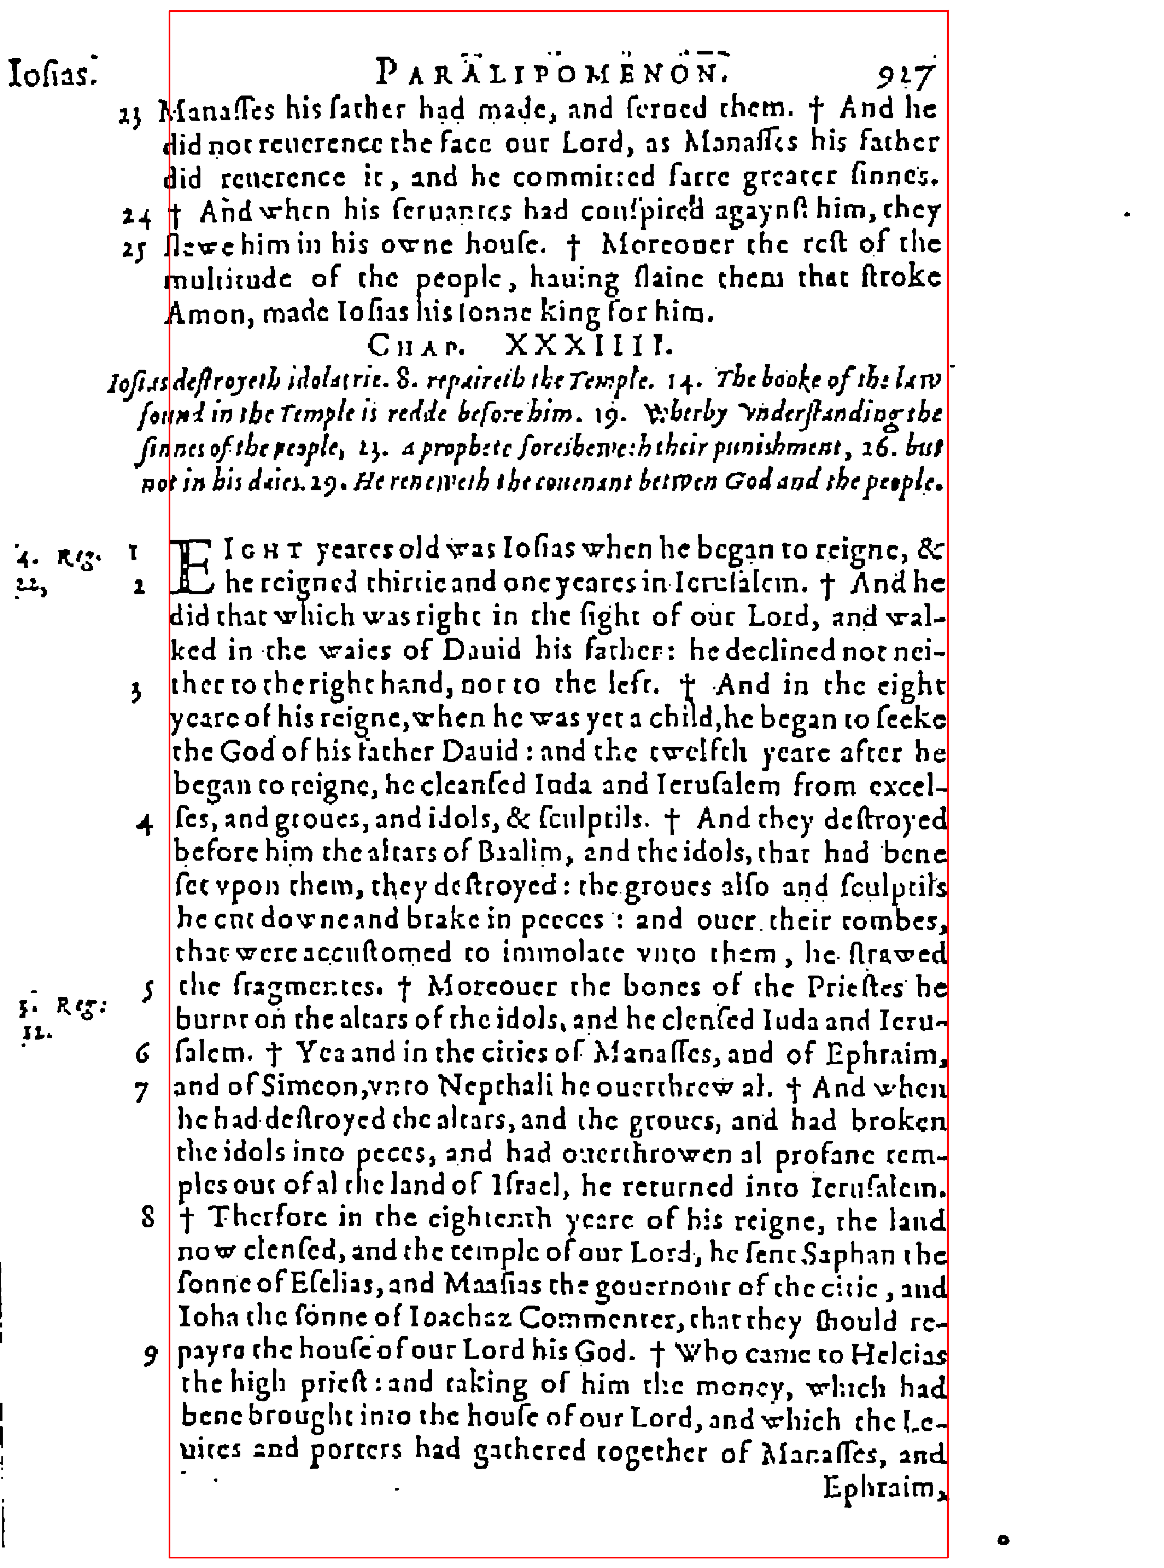 Iosias. PARALIPOMENON. 927
23 Manaſſes his father had made, and ſerued them. † And he
did not reuerence the face our Lord, as Manaſſes his father
did reuerence it, and he committed farre greater ſinnes.
24 † And when his ſeruantes had conſpired agaynſt him, they
25 ſlewe him in his owne houſe. † Moreouer the reſt of the
multitude of the people, hauing ſlaine them that ſtroke
Amon, made Ioſias his ſonne king for him.
CHAP. XXXIIII.
Ioſias deſtroyeth idolatrie. 8. repaireth the Temple. 14. The booke of the law
found in the Temple is redde before him. 19. Wherby vnderſtanding the
ſinnes of the people, 23. a prophete foreſheweth their punishment, 26. but
not in his daies. 29. He reneweth the couenant betwen God and the people.
4. Reg. 1 EIGHT yeares old was Ioſias when he began to reigne, &
22, 2 he reigned thirtie and one yeares in Ieruſalem. † And he
did that which was right in the ſight of our Lord, and wal-
ked in the waies of Dauid his father: he declined not nei-
3 ther to the right hand, nor to the left. † And in the eight
yeare of his reigne, when he was yet a child, he began to ſeeke
the God of his father Dauid: and the twelfth yeare after he
began to reigne, he cleanſed Iuda and Ieruſalem from excel-
4 ſes, and groues, and idols, & ſculptils. † And they deſtroyed
before him the altars of Baalim, and the idols, that had bene
ſet vpon them, they deſtroyed: the groues alſo and ſculptils
he cut downe and brake in peeces: and ouer their tombes,
that were accuſtomed to immolate vnto them, he ſtrawed
5 the fragmentes. † Moreouer the bones of the Prieſtes he
3. Reg:
burnt on the altars of the idols, and he clenſed Iuda and Ieru-
6 ſalem. † Yea and in the cities of Manaſſes, and of Ephraim,
7 and of Simeon, vnto Nepthali he ouerthrew al. † And when
he had deſtroyed the altars, and the groues, and had broken
the idols into peces, and had ouerthrowen al profane tem-
ples out of al the land of Iſrael, he returned into Ieruſalem.
8 † Therfore in the eightenth yeare of his reigne, the land
now clenſed, and the temple of our Lord, he ſent Saphan the
ſonne of Eſelias, and Maaſias the gouernour of the citie, and
Ioha the ſonne of Ioachaz Commenter, that they ſhould re-
9 payre the houſe of our Lord his God. † Who came to Helcias
the high prieſt: and taking of him the money, which had
bene brought into the houſe of our Lord, and which the Le-
uites and porters had gathered together of Manaſſes, and
Ephraim,